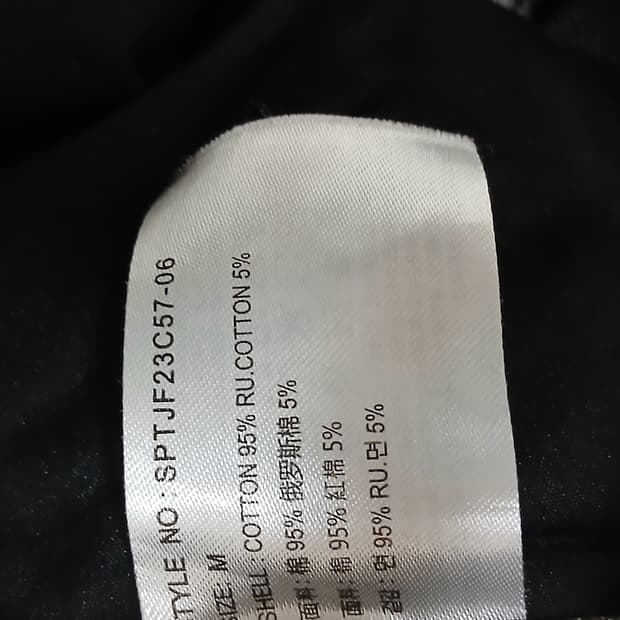 TYLE NO : SPTJF23C57-06
SIZE: M
SHELL : COTTON 95% RU.COTTON 5%
面料 : 棉 95% 俄罗斯棉 5%
面料 : 棉 95% 紅棉 5%
겉감 : 면 95% RU.면 5%